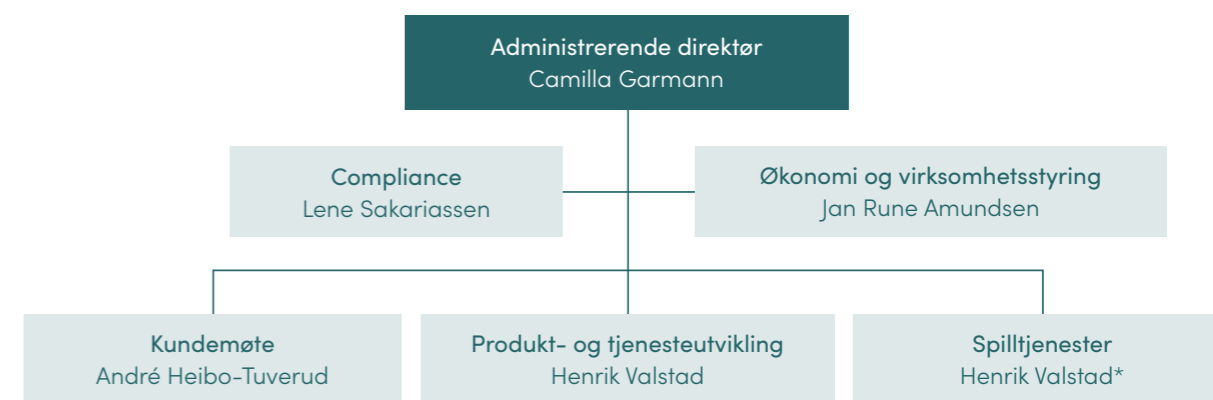 Administrerende direktør
Camilla Garmann
Compliance
Lene Sakariassen
Økonomi og virksomhetsstyring
Jan Rune Amundsen
Kundemøte
André Heibo-Tuverud
Produkt- og tjenesteutvikling
Henrik Valstad
Spilltjenester
Henrik Valstad*